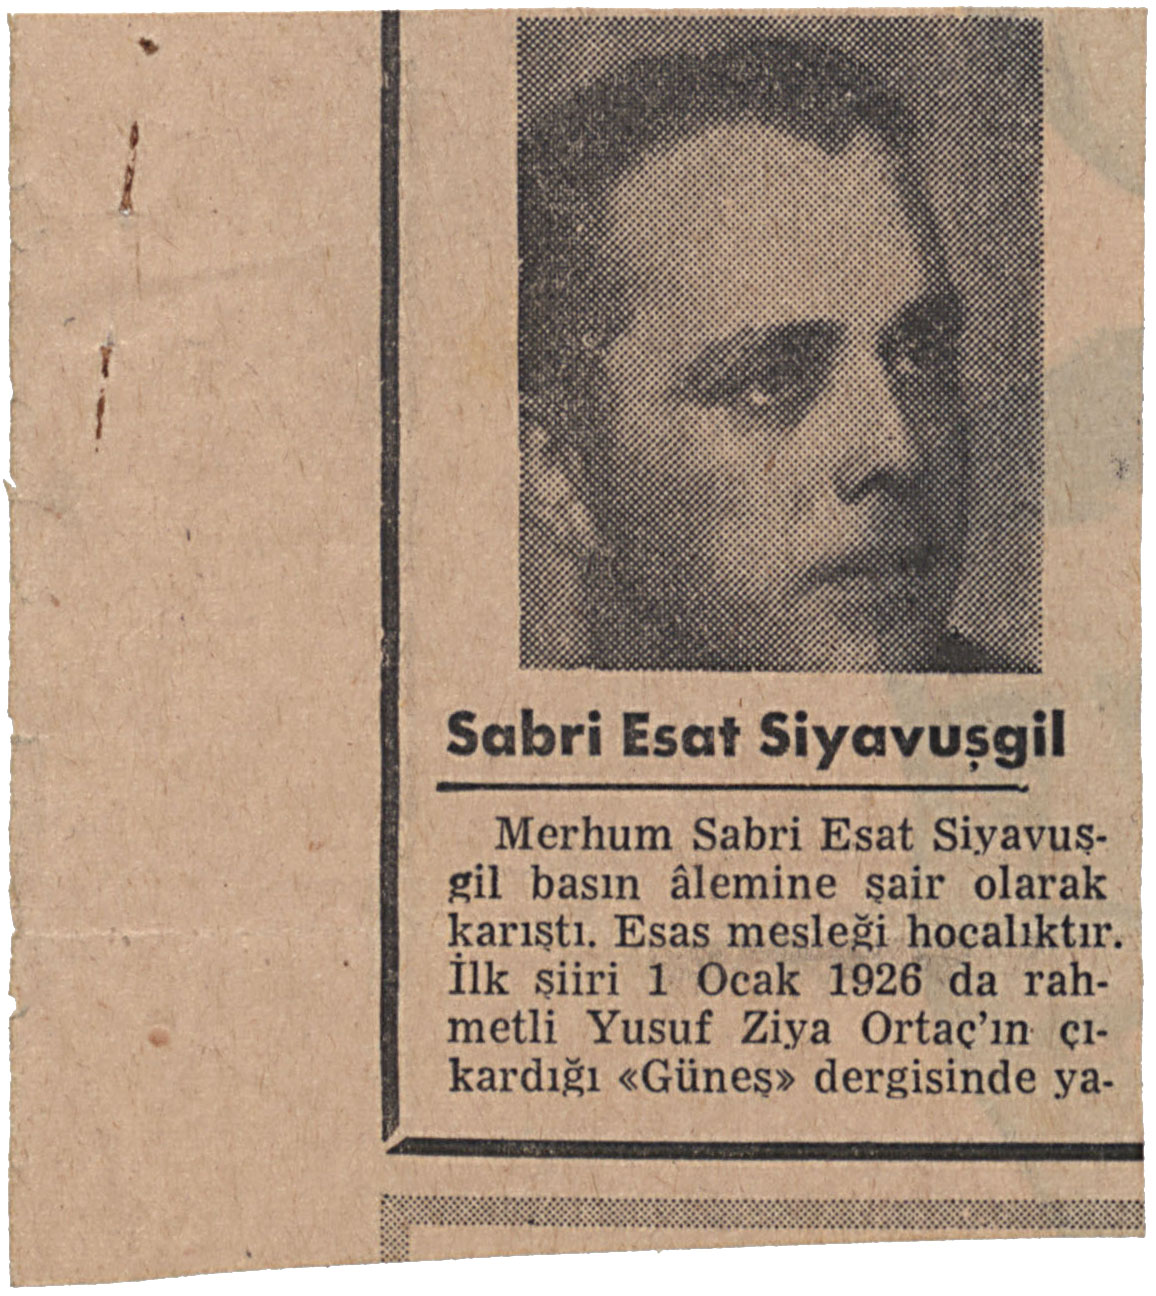 Sabri Esat Siyavuşgil
Merhum Sabri Esat Siyavuş-
gil basın âlemine şair olarak
karıştı. Esas mesleği hocalıktır.
İlk şiiri 1 Ocak 1926 da rah-
metli Yusuf Ziya Ortaç'ın çı-
kardığı «Güneş» dergisinde ya-